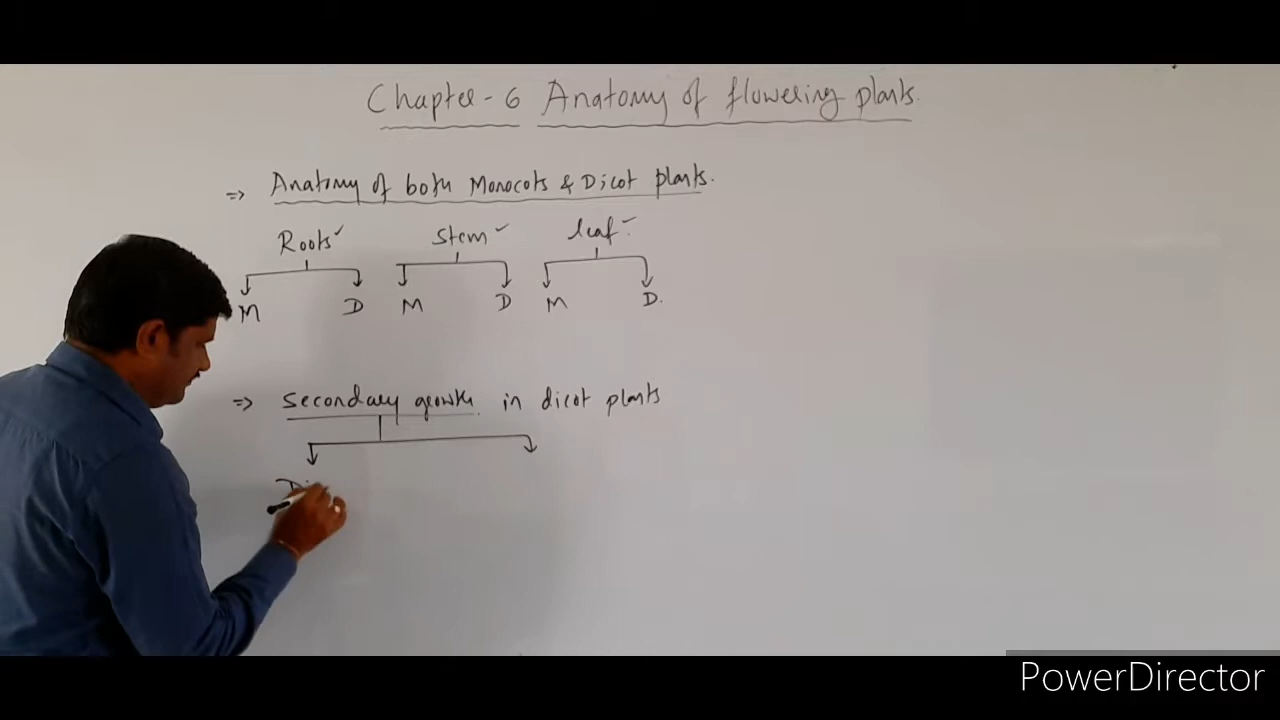 Chapter-6 Anatomy of flowering plants.
⇒ Anatomy of both Monocots & Dicot plants.
Roots✓ Stem✓ leaf✓
M D M D M D.
⇒ Secondary growth in dicot plants
Di
PowerDirector